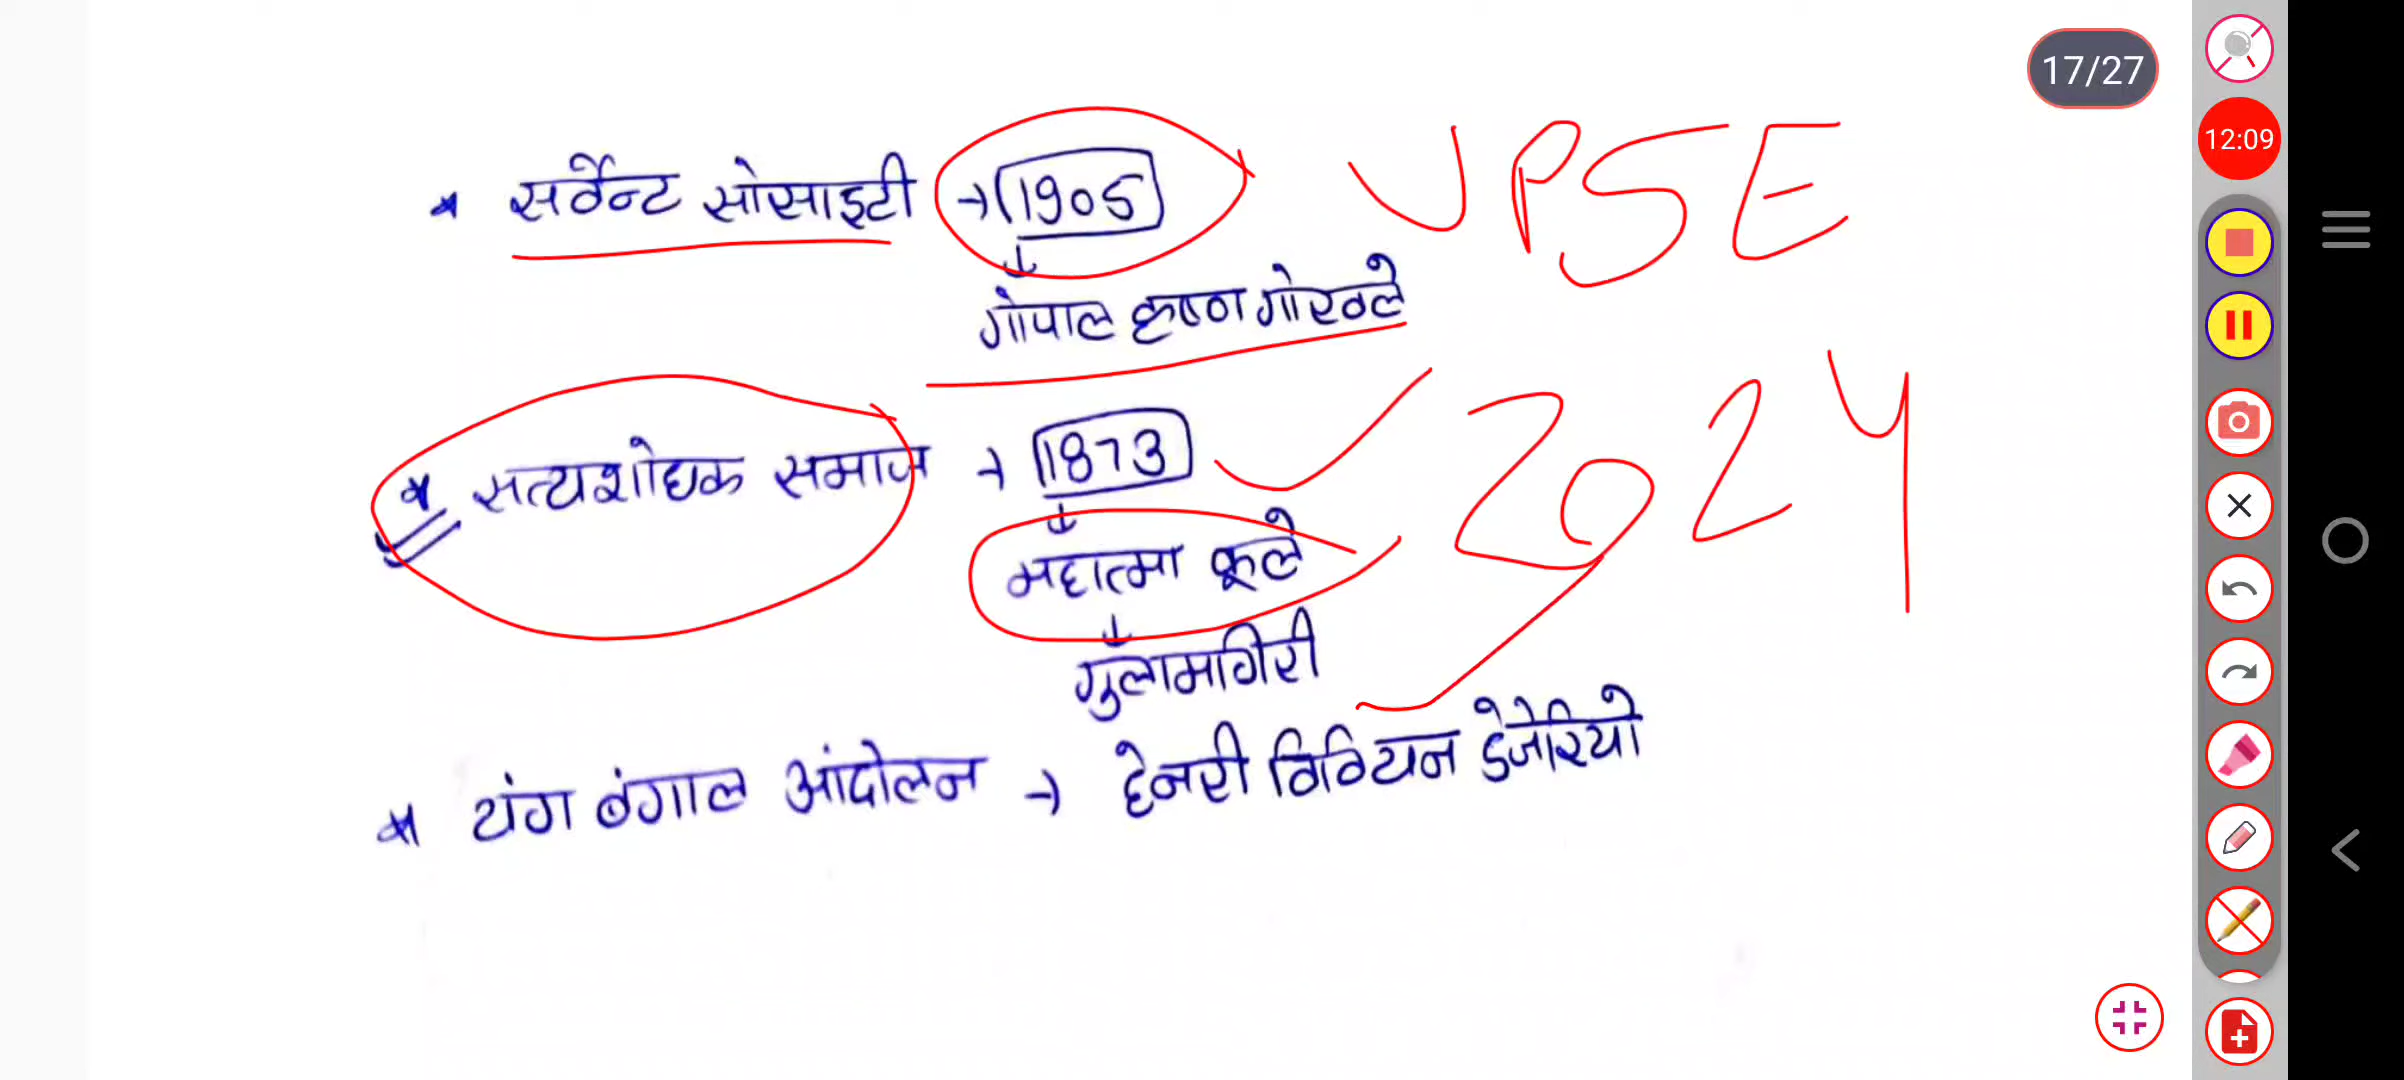 17/27
12:09
* सर्वेन्ट सोसाइटी → 1905
UPSE
↓
गोपाल कृष्ण गोखले
* सत्यशोधक समाज → 1873
2024
↓
महात्मा फूले
↓
गुलामगिरी
* यंग बंगाल आंदोलन → हेनरी विवियन डेजेरियो